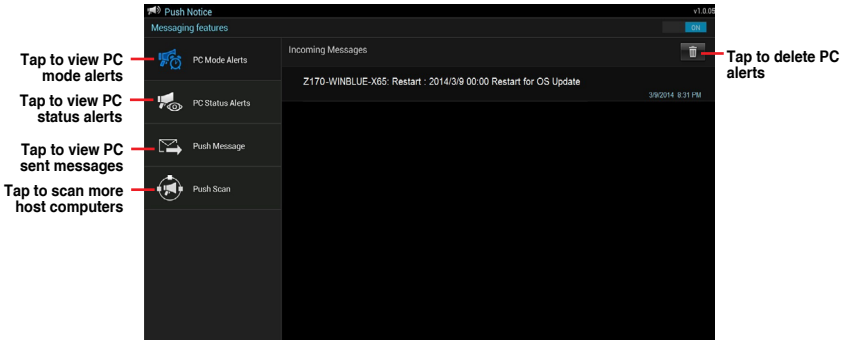 Push Notice
v1.0.05
Messaging features
ON
Tap to view PC
mode alerts
PC Mode Alerts
Incoming Messages
Tap to delete PC
alerts
Z170-WINBLUE-X65: Restart : 2014/3/9 00:00 Restart for OS Update
3/9/2014 8:31 PM
Tap to view PC
status alerts
PC Status Alerts
Tap to view PC
sent messages
Push Message
Tap to scan more
host computers
Push Scan